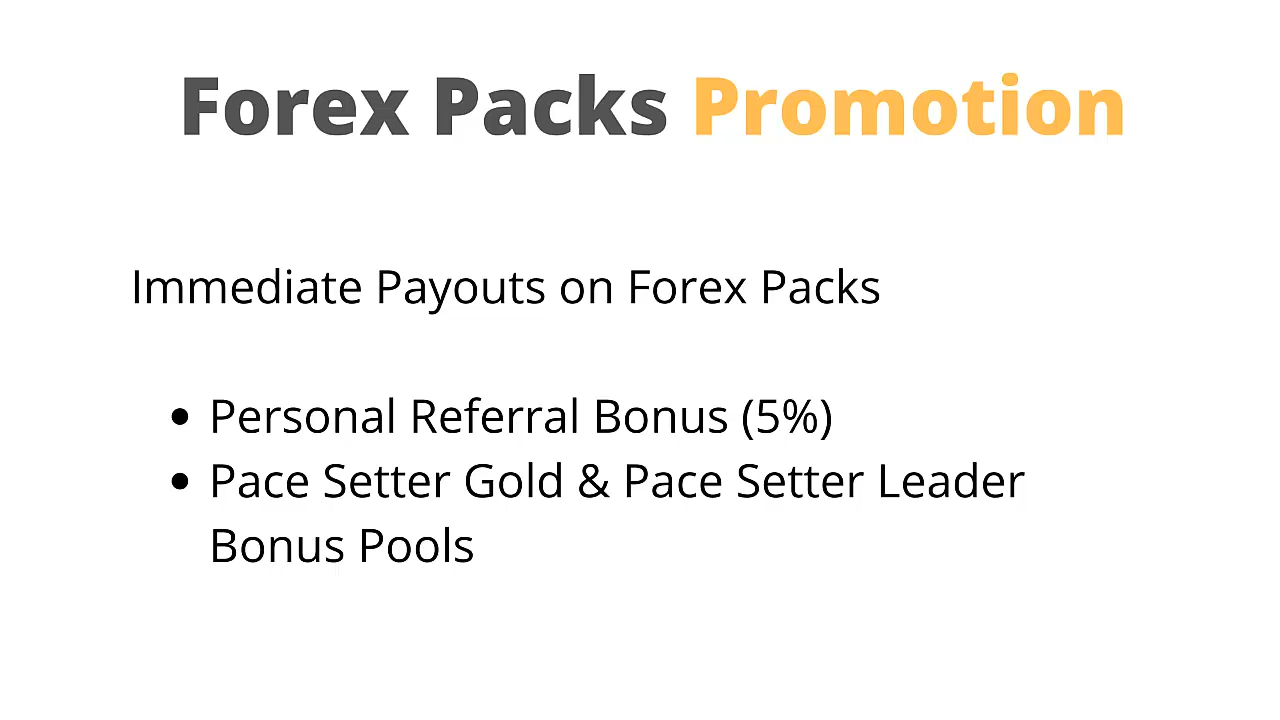 Forex Packs Promotion
Immediate Payouts on Forex Packs
• Personal Referral Bonus (5%)
• Pace Setter Gold & Pace Setter Leader
Bonus Pools